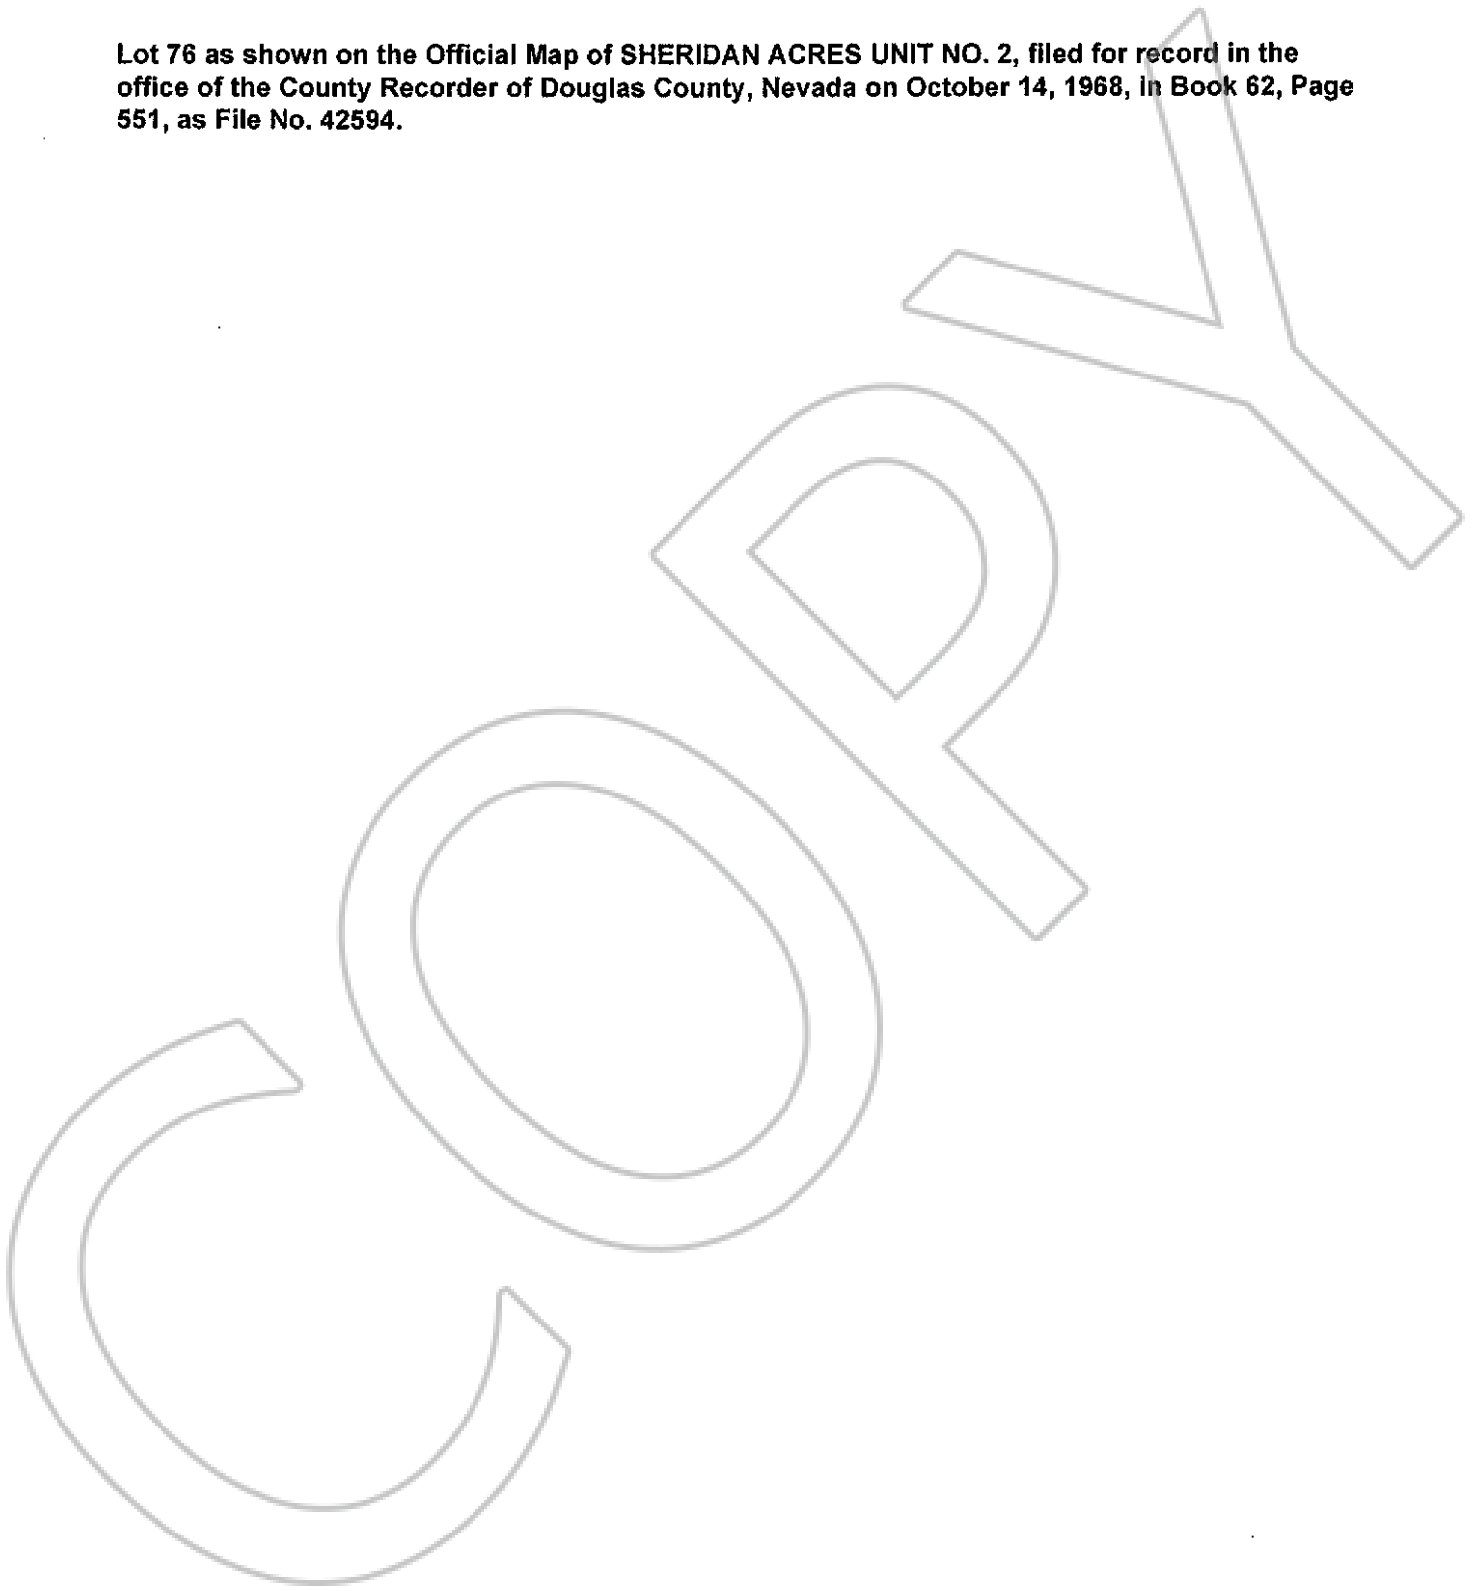 Lot 76 as shown on the Official Map of SHERIDAN ACRES UNIT NO. 2, filed for record in the
office of the County Recorder of Douglas County, Nevada on October 14, 1968, in Book 62, Page
551, as File No. 42594.
COPY